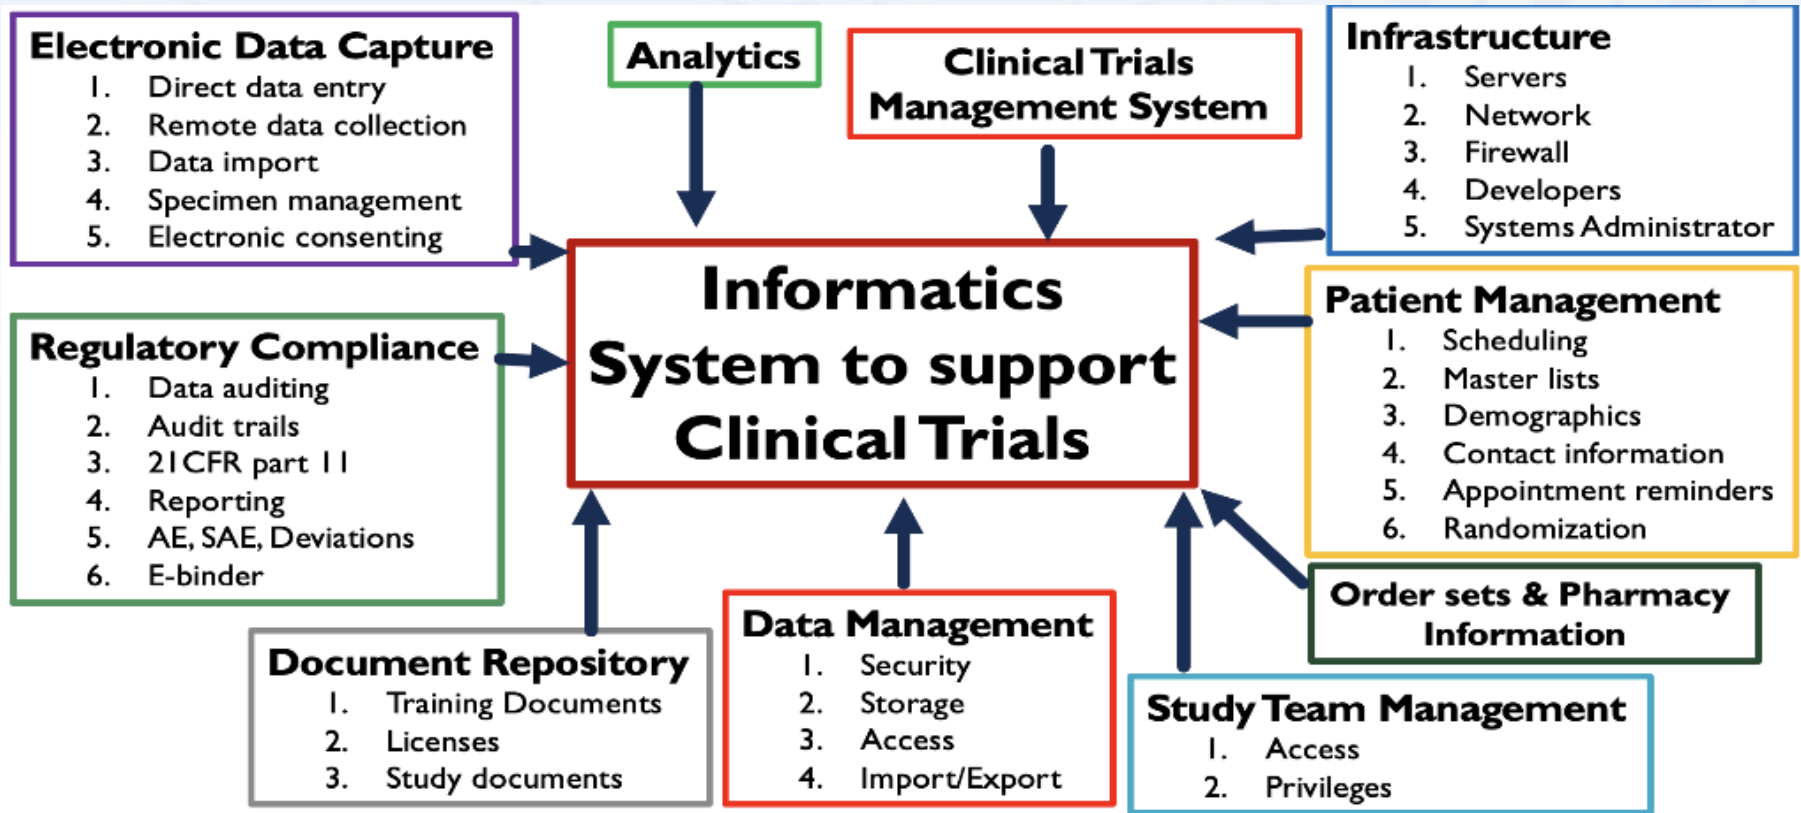 Electronic Data Capture
1. Direct data entry
2. Remote data collection
3. Data import
4. Specimen management
5. Electronic consenting
Analytics
Clinical Trials
Management System
Infrastructure
1. Servers
2. Network
3. Firewall
4. Developers
5. Systems Administrator
Informatics
System to support
Clinical Trials
Regulatory Compliance
1. Data auditing
2. Audit trails
3. 21CFR part 11
4. Reporting
5. AE, SAE, Deviations
6. E-binder
Patient Management
1. Scheduling
2. Master lists
3. Demographics
4. Contact information
5. Appointment reminders
6. Randomization
Order sets & Pharmacy
Information
Document Repository
1. Training Documents
2. Licenses
3. Study documents
Data Management
1. Security
2. Storage
3. Access
4. Import/Export
Study Team Management
1. Access
2. Privileges